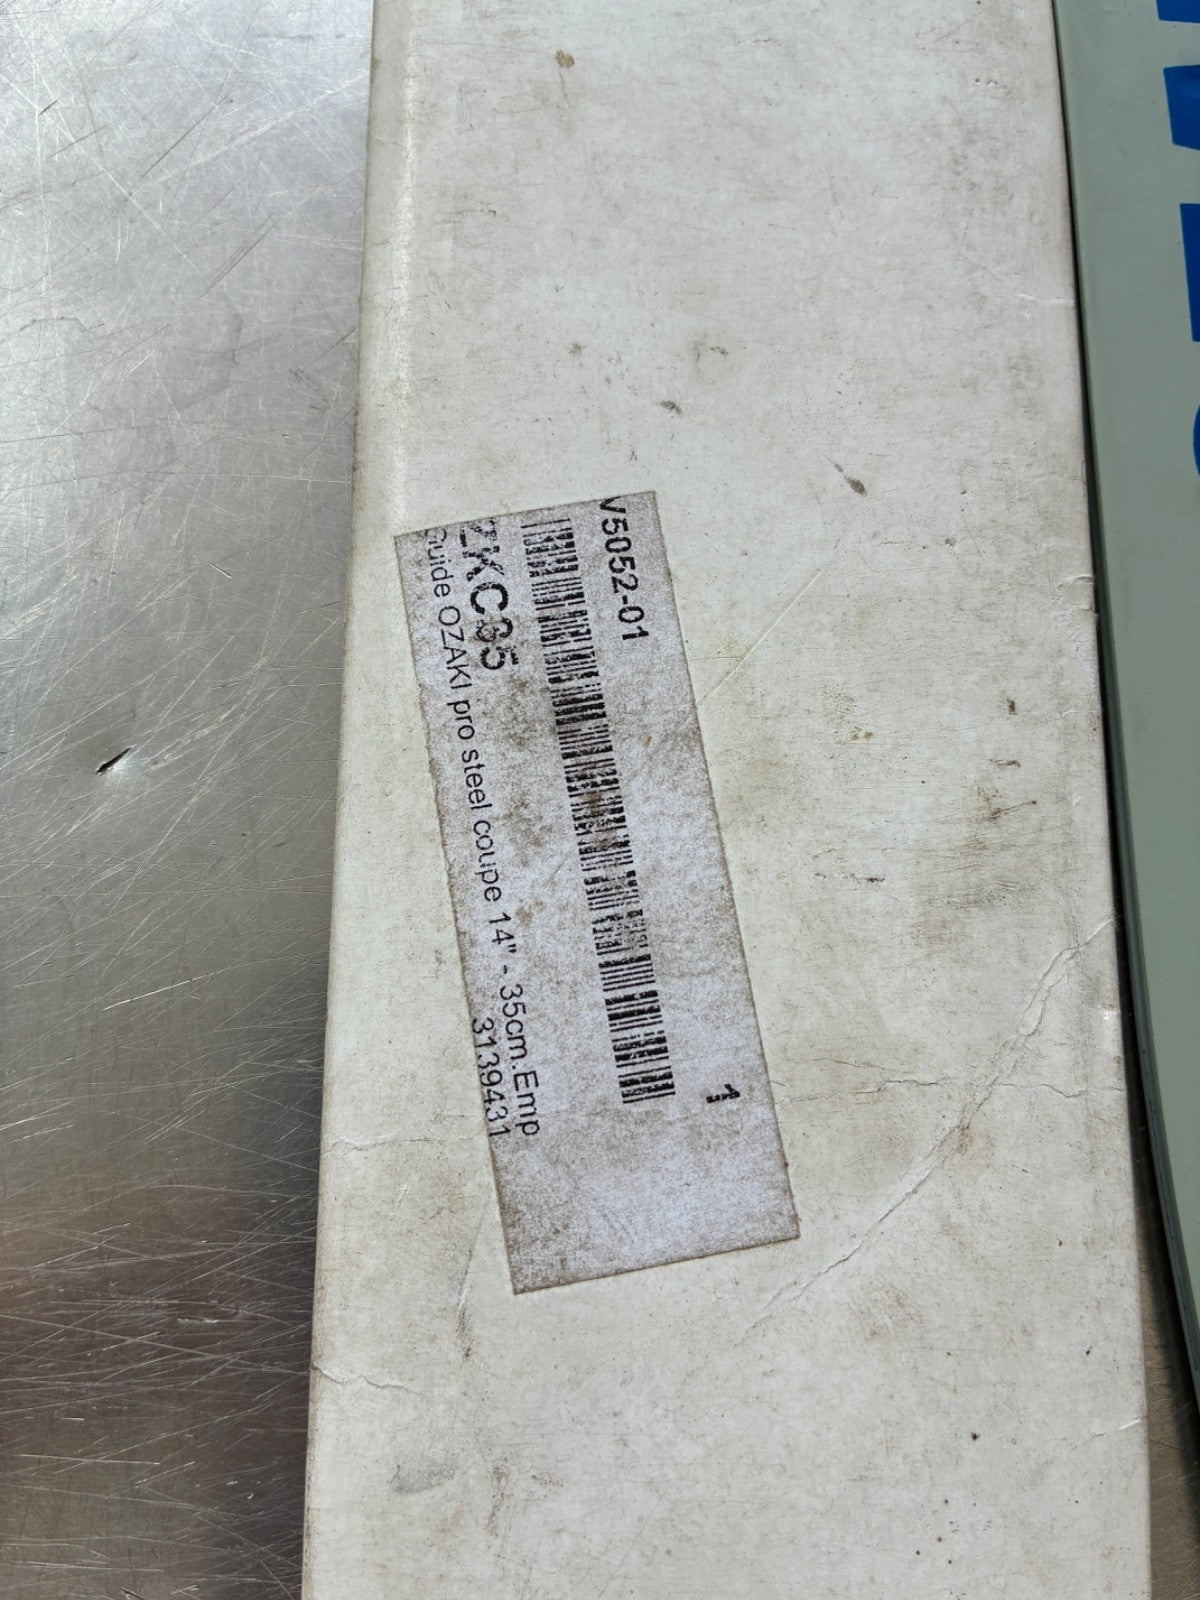 V5052-01 1
ZKC35
Guide OZAKI pro steel coupe 14" - 35cm.Emp
3139431